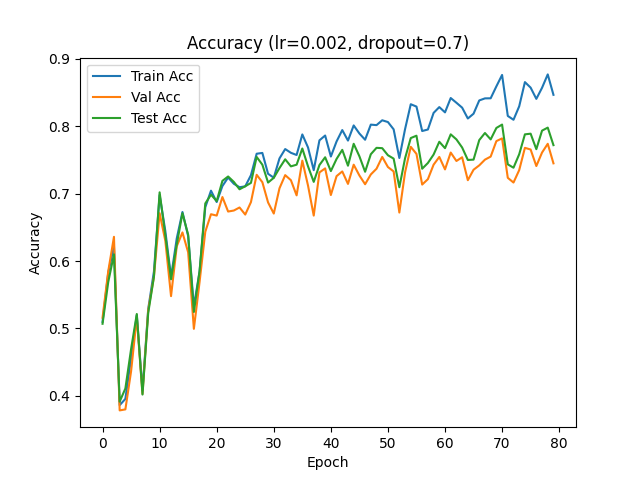 Accuracy (lr=0.002, dropout=0.7)
Train Acc
Val Acc
Test Acc
0.9
0.8
0.7
0.6
0.5
0.4
Accuracy
0 10 20 30 40 50 60 70 80
Epoch